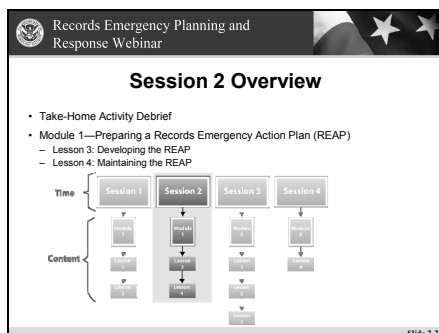 Records Emergency Planning and
Response Webinar
Session 2 Overview
• Take-Home Activity Debrief
• Module 1—Preparing a Records Emergency Action Plan (REAP)
– Lesson 3: Developing the REAP
– Lesson 4: Maintaining the REAP
Time
Session 1
Session 2
Session 3
Session 4
Content
Module
1
Module
1
Module
2
Module
Lesson
1
Lesson
3
Lesson
1
Lesson
4
Lesson
Lesson
4
Lesson
2
Lesson
3